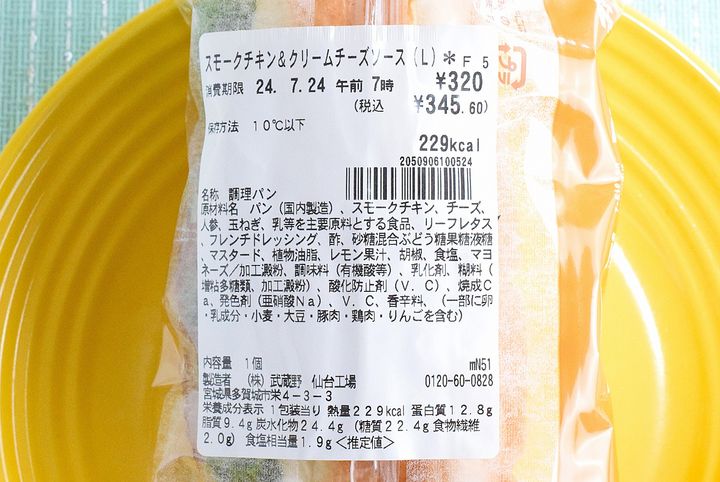 スモークチキン&クリームチーズソース(L)＊F5
消費期限 24. 7.24 午前 7時 ¥320
(税込 ¥345.60)
保存方法 10℃以下
229kcal
2050906100524
名称 調理パン
原材料名 パン(国内製造)、スモークチキン、チーズ、
人参、玉ねぎ、乳等を主要原料とする食品、リーフレタス、
フレンチドレッシング、酢、砂糖混合ぶどう糖果糖液糖、
マスタード、植物油脂、レモン果汁、胡椒、食塩、マヨ
ネーズ/加工澱粉、調味料(有機酸等)、乳化剤、糊料(
増粘多糖類、加工澱粉)、酸化防止剤(V.C)、焼成C
a、発色剤(亜硝酸Na)、V.C、香辛料、(一部に卵
・乳成分・小麦・大豆・豚肉・鶏肉・りんごを含む)
内容量 1個 mN51
製造者 (株)武蔵野 仙台工場 0120-60-0828
宮城県多賀城市栄4-3-3
栄養成分表示 1包装当り 熱量229kcal 蛋白質12.8g
脂質9.4g 炭水化物24.4g (糖質22.4g 食物繊維
2.0g) 食塩相当量1.9g<推定値>